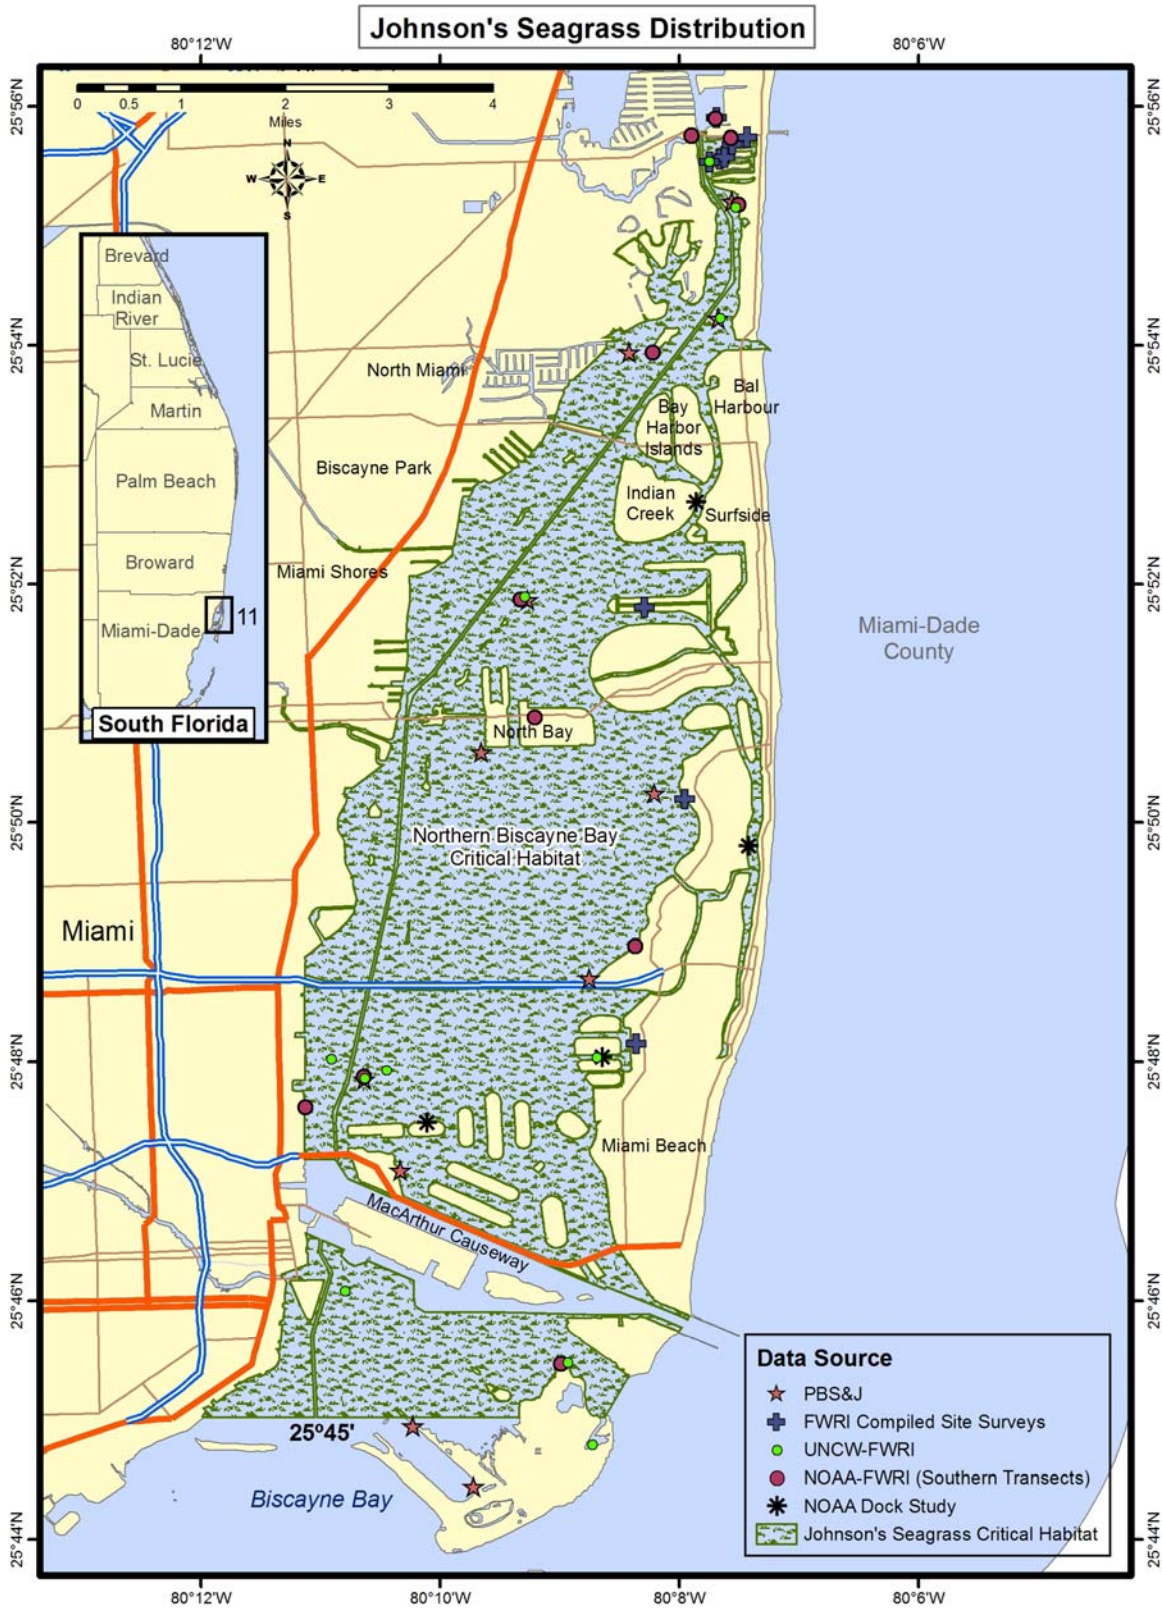 Johnson's Seagrass Distribution
80°12'W
80°6'W
25°56'N
25°56'N
0 0.5 1 2 3 4
Miles
N
W E
S
Brevard
Indian
River
St. Lucie
Martin
Palm Beach
Broward
Miami-Dade
11
South Florida
25°54'N
25°54'N
North Miami
Bal
Harbour
Bay
Harbor
Islands
Biscayne Park
Indian
Creek
Surfside
25°52'N
25°52'N
Miami Shores
Miami-Dade
County
North Bay
25°50'N
25°50'N
Northern Biscayne Bay
Critical Habitat
Miami
25°48'N
25°48'N
Miami Beach
MacArthur Causeway
25°46'N
25°46'N
25º45'
Biscayne Bay
25°44'N
25°44'N
Data Source
PBS&J
FWRI Compiled Site Surveys
UNCW-FWRI
NOAA-FWRI (Southern Transects)
NOAA Dock Study
Johnson's Seagrass Critical Habitat
80°12'W
80°10'W
80°8'W
80°6'W